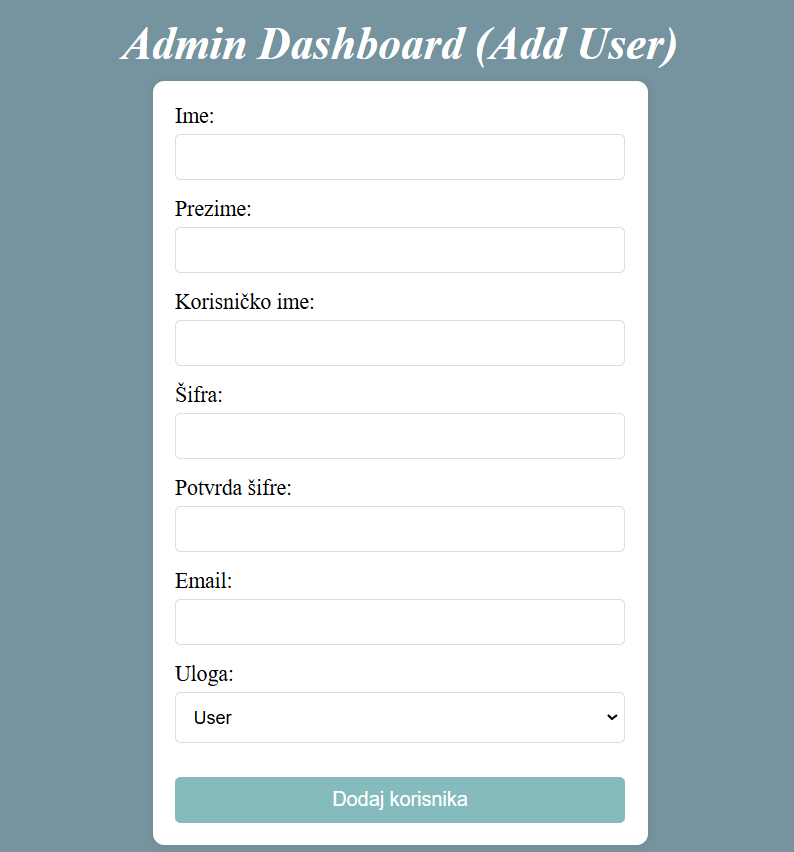 Admin Dashboard (Add User)
Ime:
Prezime:
Korisničko ime:
Šifra:
Potvrda šifre:
Email:
Uloga:
User
Dodaj korisnika